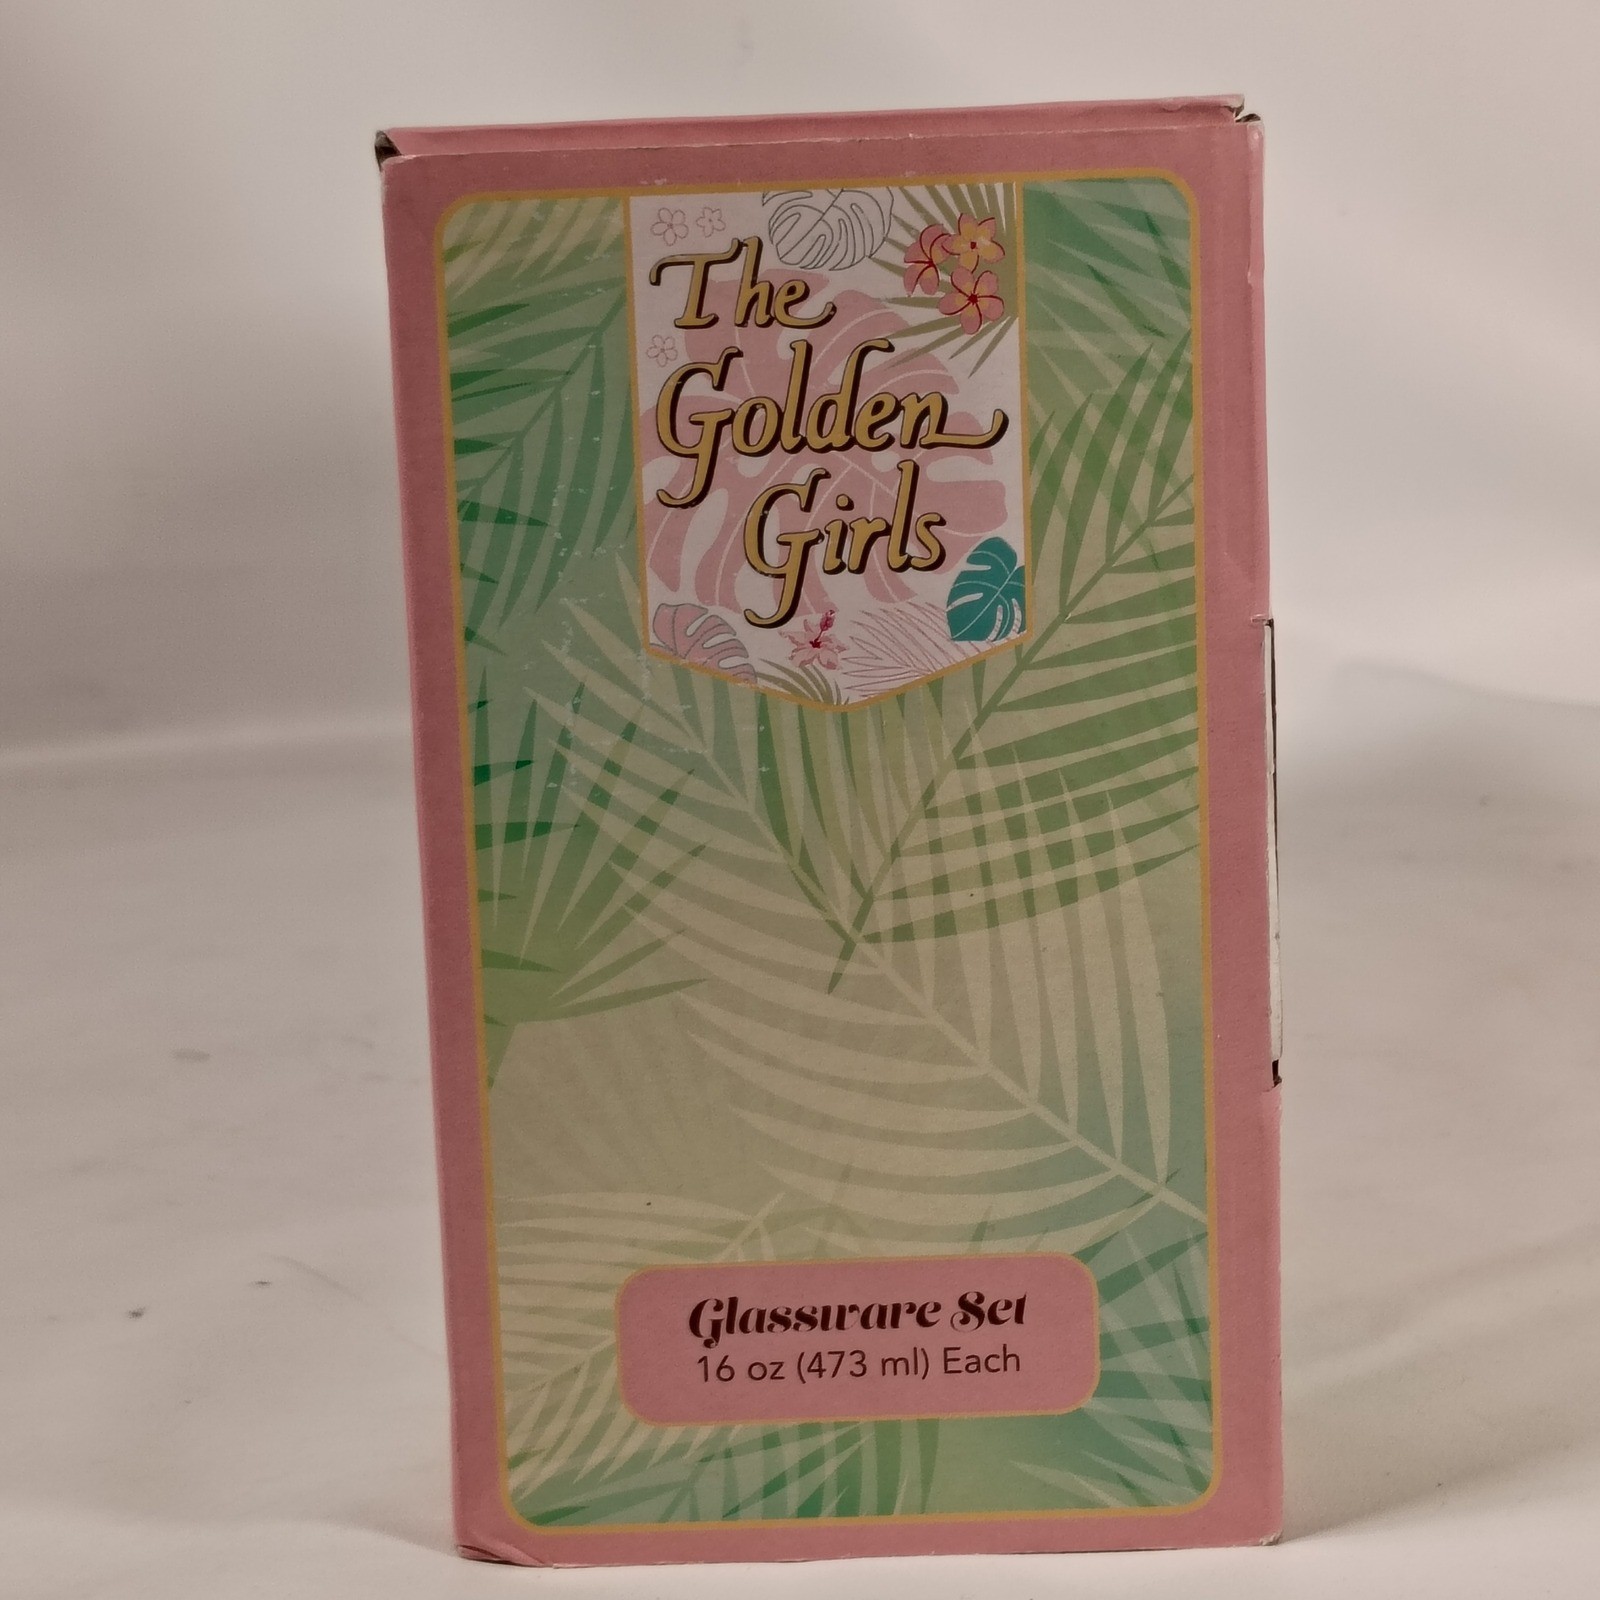 The
Golden
Girls
Glassware Set
16 oz (473 ml) Each